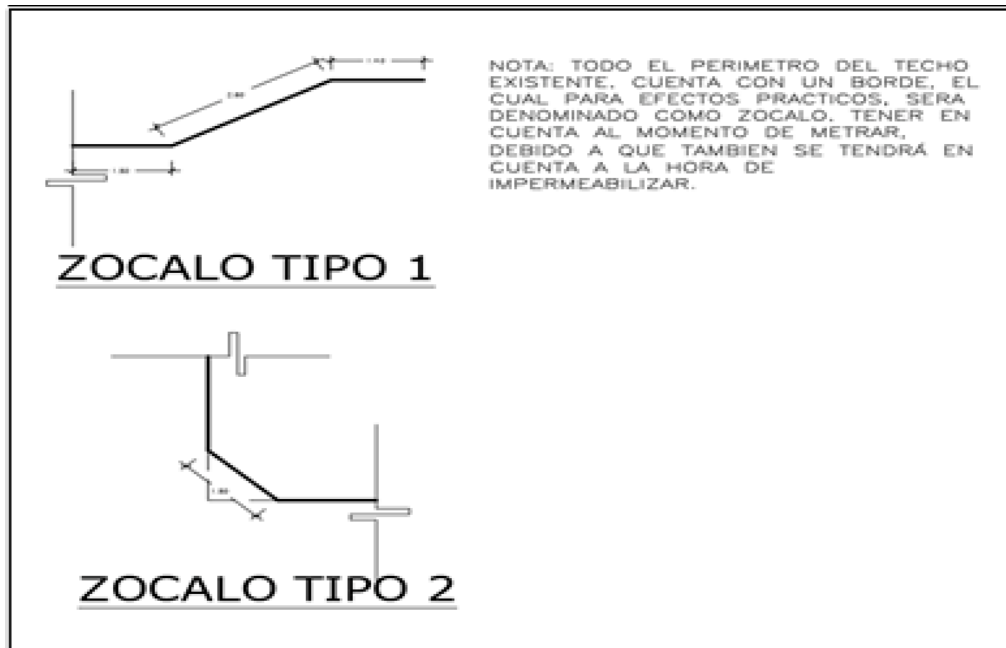 NOTA: TODO EL PERIMETRO DEL TECHO
EXISTENTE, CUENTA CON UN BORDE, EL
CUAL PARA EFECTOS PRACTICOS, SERA
DENOMINADO COMO ZOCALO. TENER EN
CUENTA AL MOMENTO DE METRAR,
DEBIDO A QUE TAMBIEN SE TENDRÁ EN
CUENTA A LA HORA DE
IMPERMEABILIZAR.
ZOCALO TIPO 1
ZOCALO TIPO 2